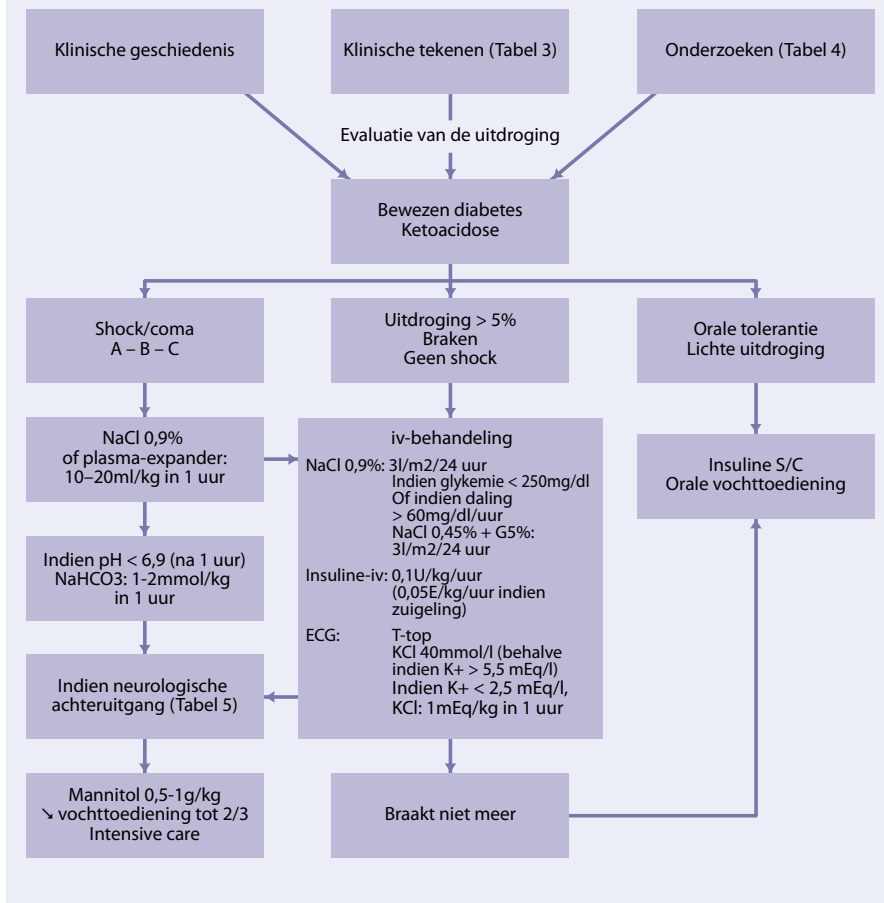 Klinische geschiedenis
Klinische tekenen (Tabel 3)
Onderzoeken (Tabel 4)
Evaluatie van de uitdroging
Bewezen diabetes
Ketoacidose
Shock/coma
A – B – C
Uitdroging > 5%
Braken
Geen shock
Orale tolerantie
Lichte uitdroging
NaCl 0,9%
of plasma-expander:
10–20ml/kg in 1 uur
iv-behandeling
NaCl 0,9%: 3l/m2/24 uur
Indien glykemie < 250mg/dl
Of indien daling
> 60mg/dl/uur
NaCl 0,45% + G5%:
3l/m2/24 uur
Insuline-iv: 0,1U/kg/uur
(0,05E/kg/uur indien
zuigeling)
ECG: T-top
KCl 40mmol/l (behalve
indien K+ > 5,5 mEq/l)
Indien K+ < 2,5 mEq/l,
KCl: 1mEq/kg in 1 uur
Insuline S/C
Orale vochttoediening
Indien pH < 6,9 (na 1 uur)
NaHCO3: 1-2mmol/kg
in 1 uur
Indien neurologische
achteruitgang (Tabel 5)
Mannitol 0,5-1g/kg
↘ vochttoediening tot 2/3
Intensive care
Braakt niet meer